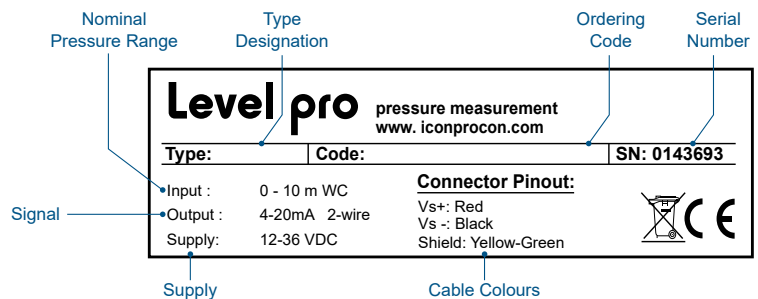 Nominal
Pressure Range
Type
Designation
Ordering
Code
Serial
Number
Level pro
pressure measurement
www. iconprocon.com
Type:
Code:
SN: 0143693
Input : 0 - 10 m WC
Output : 4-20mA 2-wire
Supply: 12-36 VDC
Connector Pinout:
Vs+: Red
Vs -: Black
Shield: Yellow-Green
CE
Signal
Supply
Cable Colours